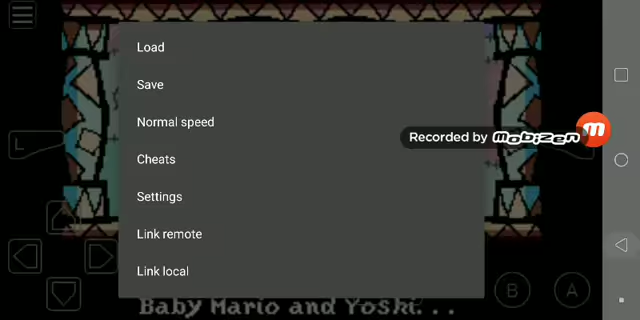 Load
Save
Normal speed
Recorded by Mobizen
Cheats
Settings
Link remote
Link local
L
B
A
Baby Mario and Yoshi...